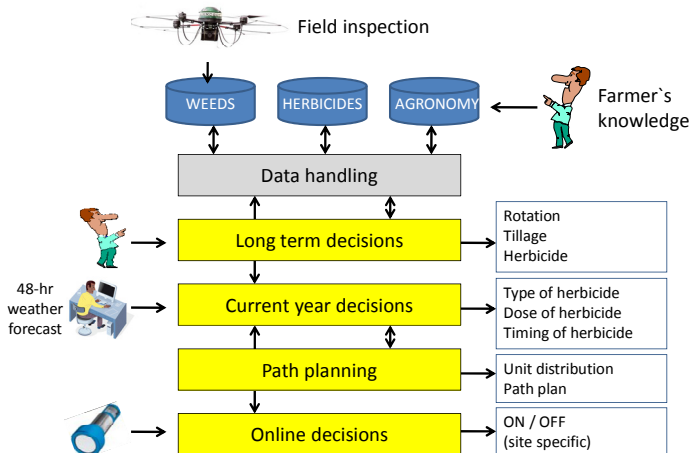 Field inspection
WEEDS
HERBICIDES
AGRONOMY
Farmer`s
knowledge
Data handling
Long term decisions
Rotation
Tillage
Herbicide
48-hr
weather
forecast
Current year decisions
Type of herbicide
Dose of herbicide
Timing of herbicide
Path planning
Unit distribution
Path plan
Online decisions
ON / OFF
(site specific)